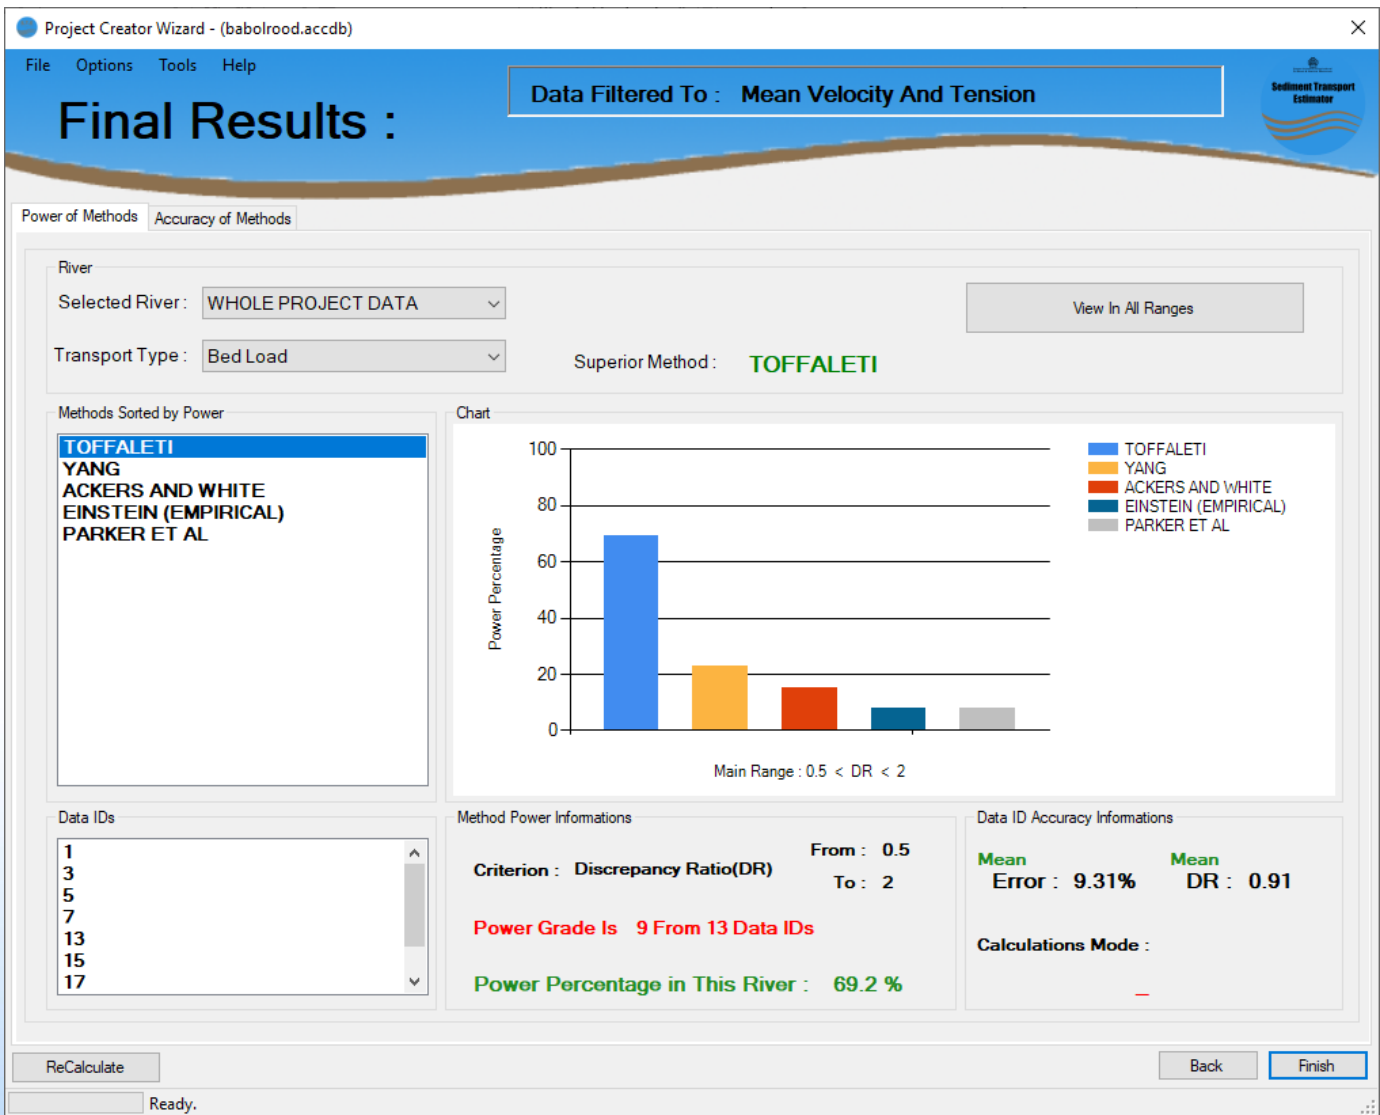 Project Creator Wizard - (babolrood.accdb)
File Options Tools Help
Final Results :
Data Filtered To : Mean Velocity And Tension
Sediment Transport
Estimator
Power of Methods Accuracy of Methods
River
Selected River : WHOLE PROJECT DATA
View In All Ranges
Transport Type : Bed Load
Superior Method : TOFFALETI
Methods Sorted by Power
TOFFALETI
YANG
ACKERS AND WHITE
EINSTEIN (EMPIRICAL)
PARKER ET AL
Chart
Power Percentage
100
80
60
40
20
0
Main Range : 0.5 < DR < 2
TOFFALETI
YANG
ACKERS AND WHITE
EINSTEIN (EMPIRICAL)
PARKER ET AL
Data IDs
1
3
5
7
13
15
17
Method Power Informations
Criterion : Discrepancy Ratio(DR)
From : 0.5
To : 2
Power Grade Is 9 From 13 Data IDs
Power Percentage in This River : 69.2 %
Data ID Accuracy Informations
Mean
Error : 9.31%
Mean
DR : 0.91
Calculations Mode :
_
ReCalculate
Back
Finish
Ready.